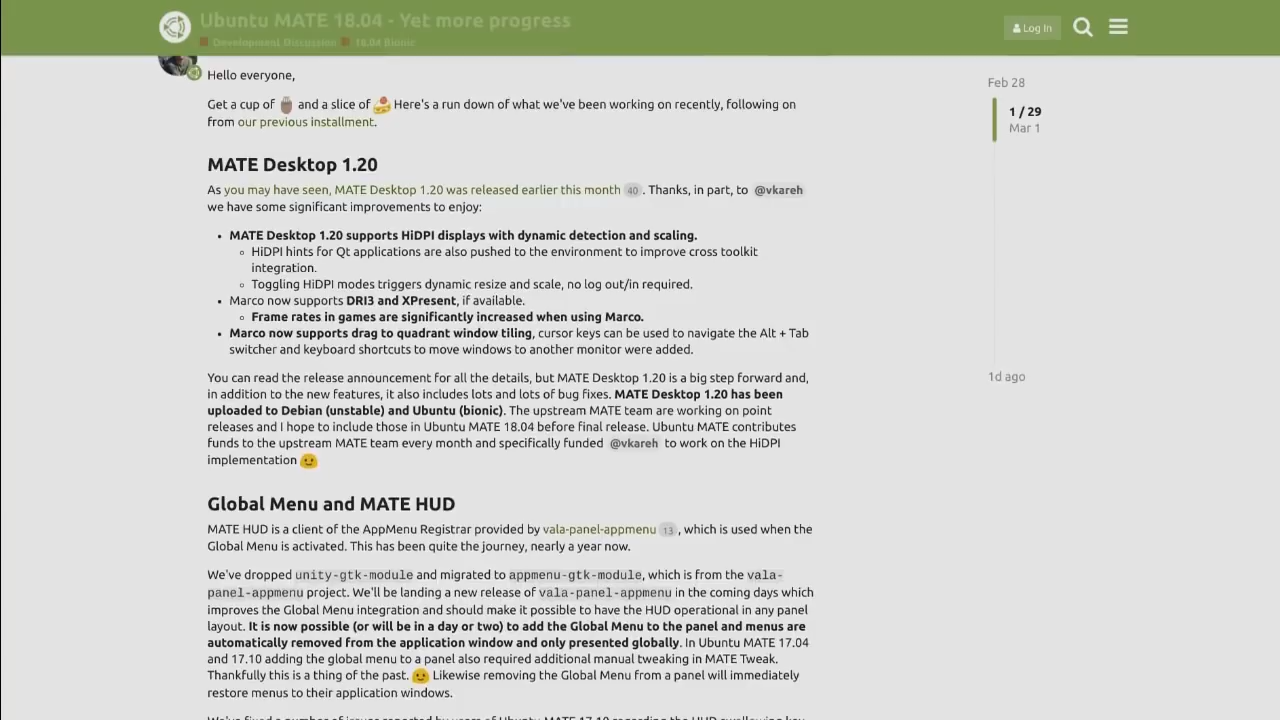 Ubuntu MATE 18.04 - Yet more progress
Development Discussion 18.04 Bionic
Log In
Hello everyone,
Get a cup of and a slice of Here's a run down of what we've been working on recently, following on
from our previous installment.
MATE Desktop 1.20
As you may have seen, MATE Desktop 1.20 was released earlier this month 40. Thanks, in part, to @vkareh
we have some significant improvements to enjoy:
• MATE Desktop 1.20 supports HiDPI displays with dynamic detection and scaling.
◦ HiDPI hints for Qt applications are also pushed to the environment to improve cross toolkit
integration.
◦ Toggling HiDPI modes triggers dynamic resize and scale, no log out/in required.
• Marco now supports DRI3 and XPresent, if available.
◦ Frame rates in games are significantly increased when using Marco.
• Marco now supports drag to quadrant window tiling, cursor keys can be used to navigate the Alt + Tab
switcher and keyboard shortcuts to move windows to another monitor were added.
You can read the release announcement for all the details, but MATE Desktop 1.20 is a big step forward and,
in addition to the new features, it also includes lots and lots of bug fixes. MATE Desktop 1.20 has been
uploaded to Debian (unstable) and Ubuntu (bionic). The upstream MATE team are working on point
releases and I hope to include those in Ubuntu MATE 18.04 before final release. Ubuntu MATE contributes
funds to the upstream MATE team every month and specifically funded @vkareh to work on the HiDPI
implementation
Global Menu and MATE HUD
MATE HUD is a client of the AppMenu Registrar provided by vala-panel-appmenu 13, which is used when the
Global Menu is activated. This has been quite the journey, nearly a year now.
We've dropped unity-gtk-module and migrated to appmenu-gtk-module, which is from the vala-
panel-appmenu project. We'll be landing a new release of vala-panel-appmenu in the coming days which
improves the Global Menu integration and should make it possible to have the HUD operational in any panel
layout. It is now possible (or will be in a day or two) to add the Global Menu to the panel and menus are
automatically removed from the application window and only presented globally. In Ubuntu MATE 17.04
and 17.10 adding the global menu to a panel also required additional manual tweaking in MATE Tweak.
Thankfully this is a thing of the past. Likewise removing the Global Menu from a panel will immediately
restore menus to their application windows.
We've fixed a number of issues reported by users of Ubuntu MATE 17.10 regarding the HUD swallowing key
Feb 28
1 / 29
Mar 1
1d ago